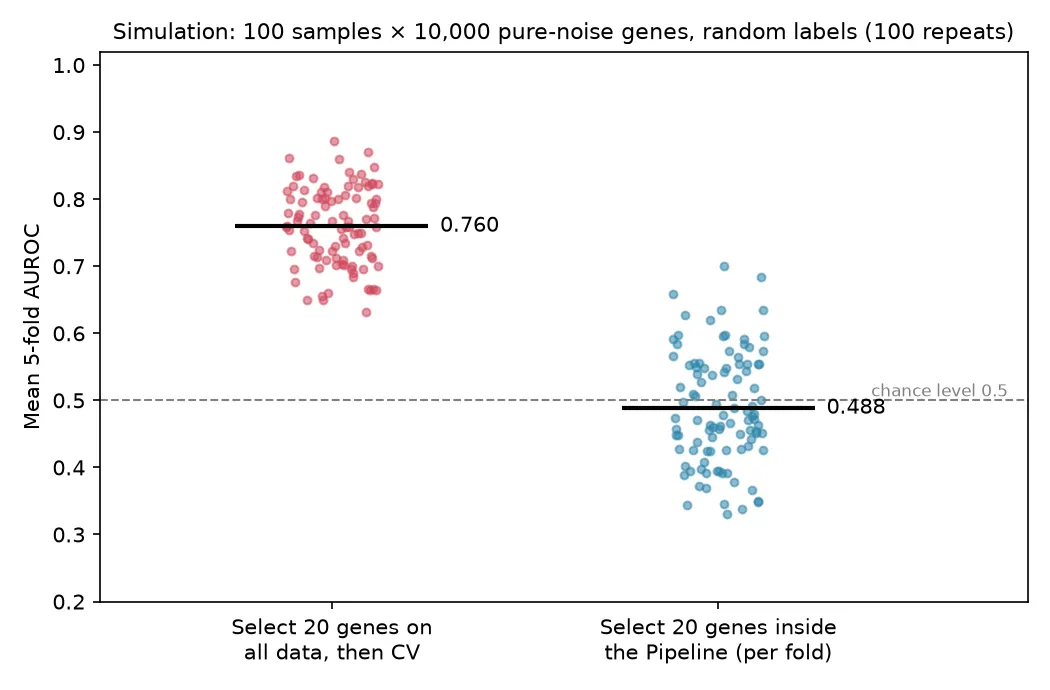 Simulation: 100 samples × 10,000 pure-noise genes, random labels (100 repeats)
Mean 5-fold AUROC
1.0
0.9
0.8
0.7
0.6
0.5
0.4
0.3
0.2
0.760
chance level 0.5
0.488
Select 20 genes on
all data, then CV
Select 20 genes inside
the Pipeline (per fold)